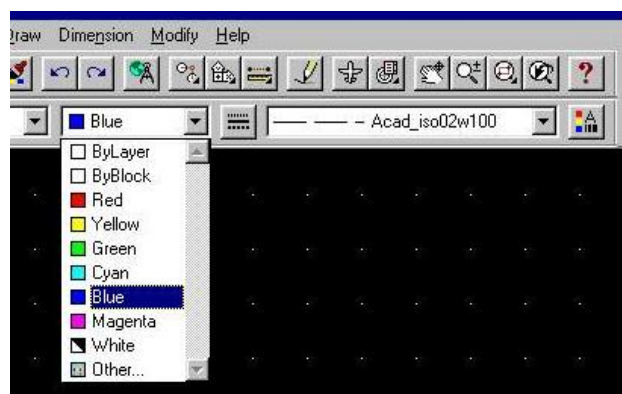 Draw Dimension Modify Help
?
Blue Acad_iso02w100 A
ByLayer
ByBlock
Red
Yellow
Green
Cyan
Blue
Magenta
White
Other...